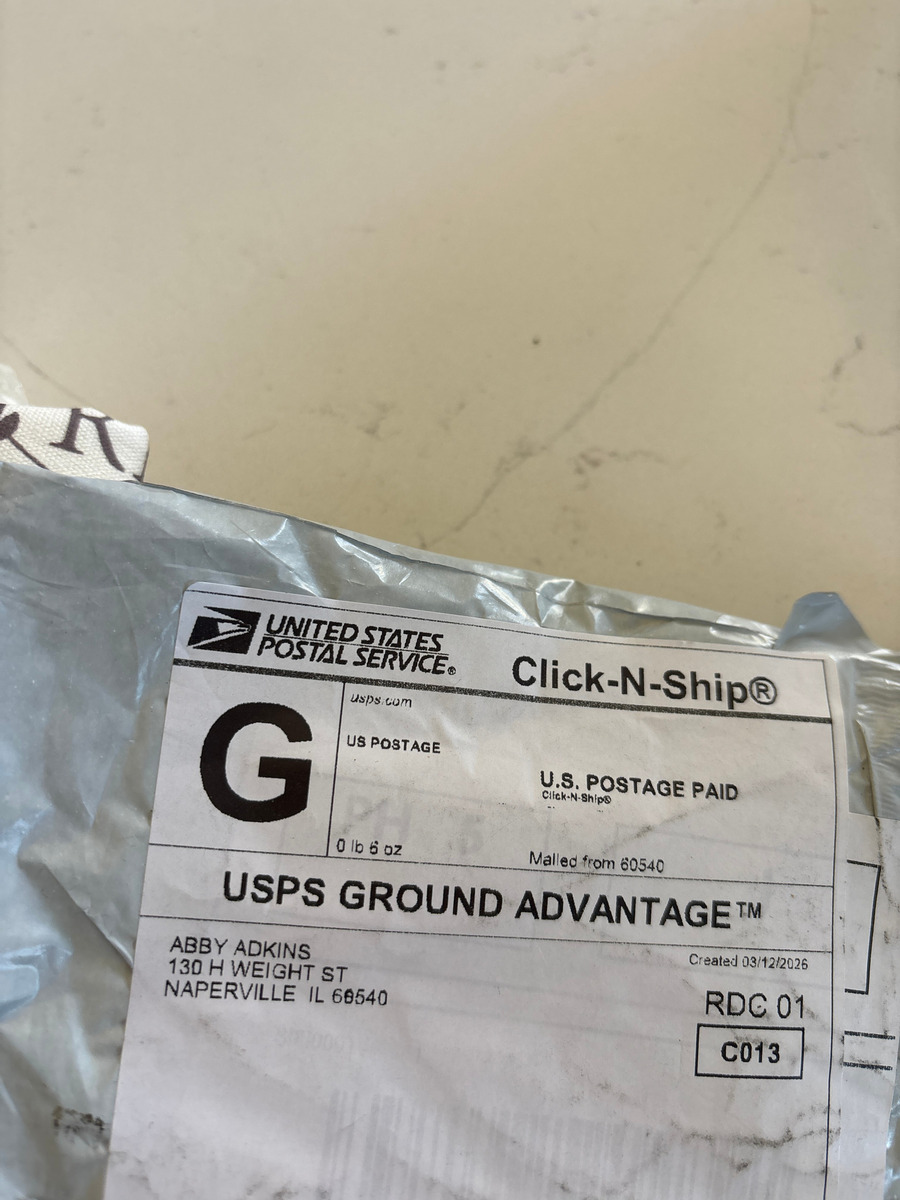 R
UNITED STATES
POSTAL SERVICE®
Click-N-Ship®
G
usps.com
US POSTAGE
U.S. POSTAGE PAID
Click-N-Ship®
0 lb 6 oz
Mailed from 60540
USPS GROUND ADVANTAGE™
ABBY ADKINS
Created 03/12/2026
130 H WEIGHT ST
NAPERVILLE IL 60540
RDC 01
C013